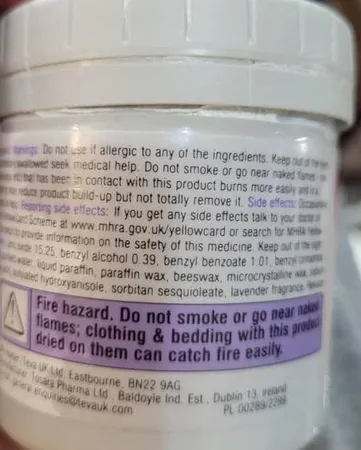 Warnings: Do not use if allergic to any of the ingredients. Keep out of the
swallowed seek medical help. Do not smoke or go near naked flames -
that has been in contact with this product burns more easily and is a
may reduce product build-up but not totally remove it. Side effects:
Reporting side effects: If you get any side effects talk to your doctor or
Card Scheme at www.mhra.gov.uk/yellowcard or search for MHRA Yellow
to provide information on the safety of this medicine. Keep out of the sight
15.25, benzyl alcohol 0.39, benzyl benzoate 1.01, benzyl cinnamate
water, liquid paraffin, paraffin wax, beeswax, microcrystalline wax,
hydroxyanisole, sorbitan sesquioleate, lavender fragrance.
Fire hazard. Do not smoke or go near naked
flames; clothing & bedding with this product
dried on them can catch fire easily.
Teva UK Ltd, Eastbourne, BN22 9AG
Tosara Pharma Ltd., Baldoyle Ind. Est., Dublin 13, Ireland
general enquiries@tevauk.com PL 00289/2288